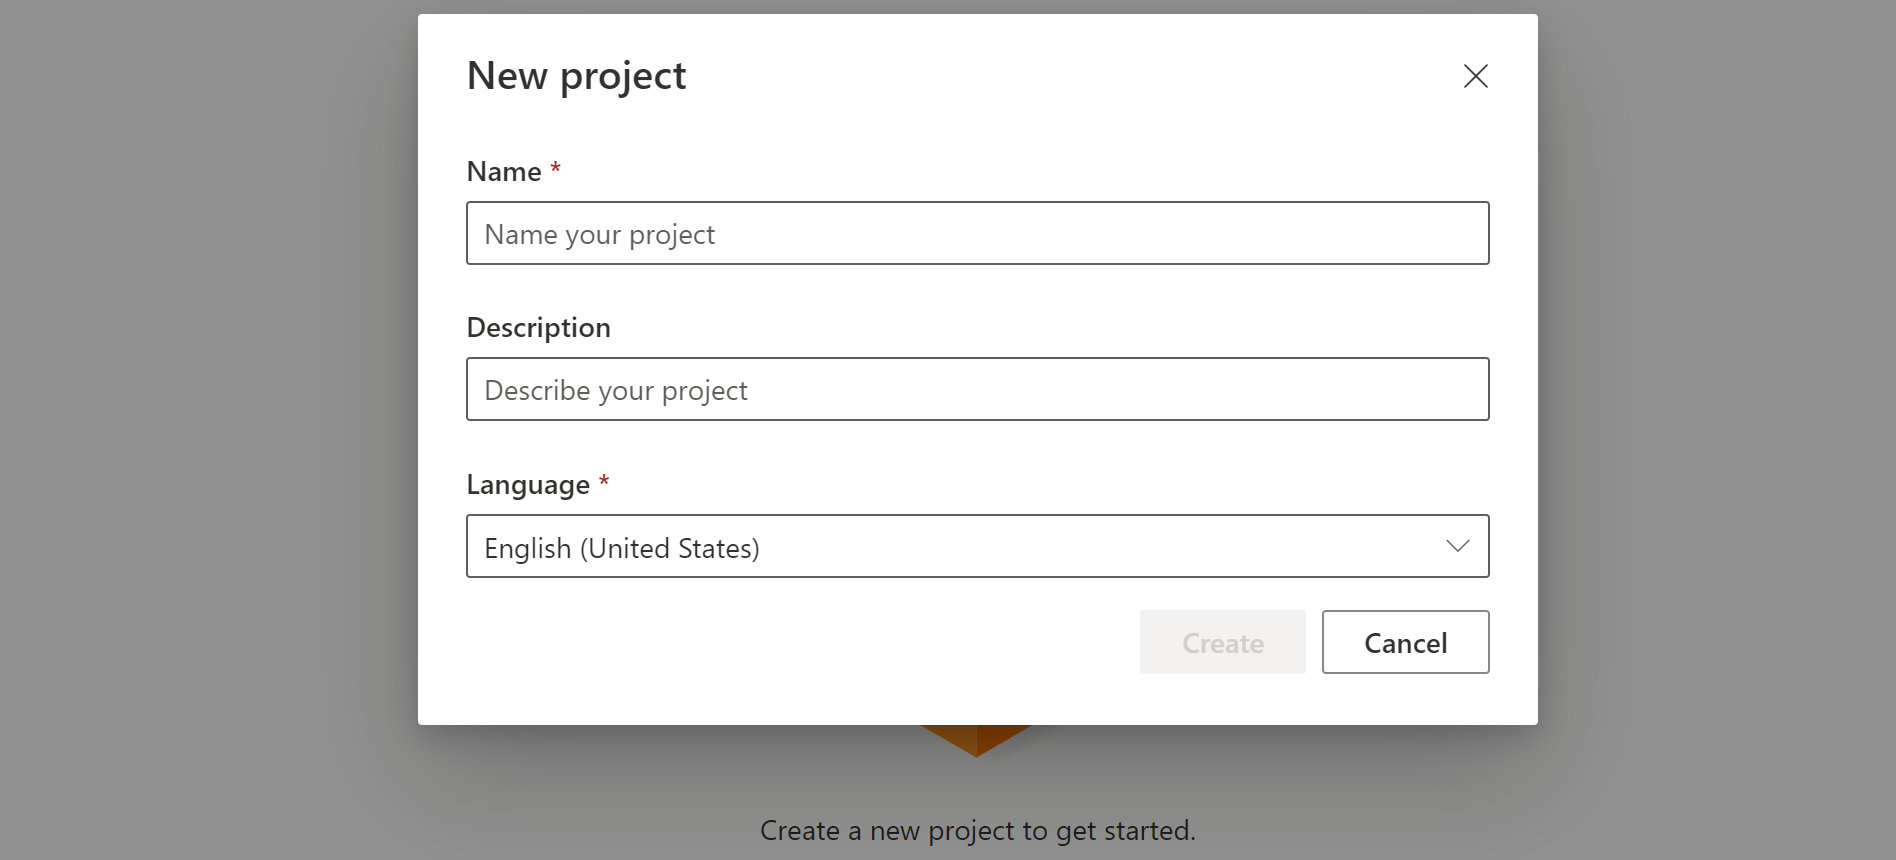 New project
Name *
Name your project
Description
Describe your project
Language *
English (United States)
Create
Cancel
Create a new project to get started.